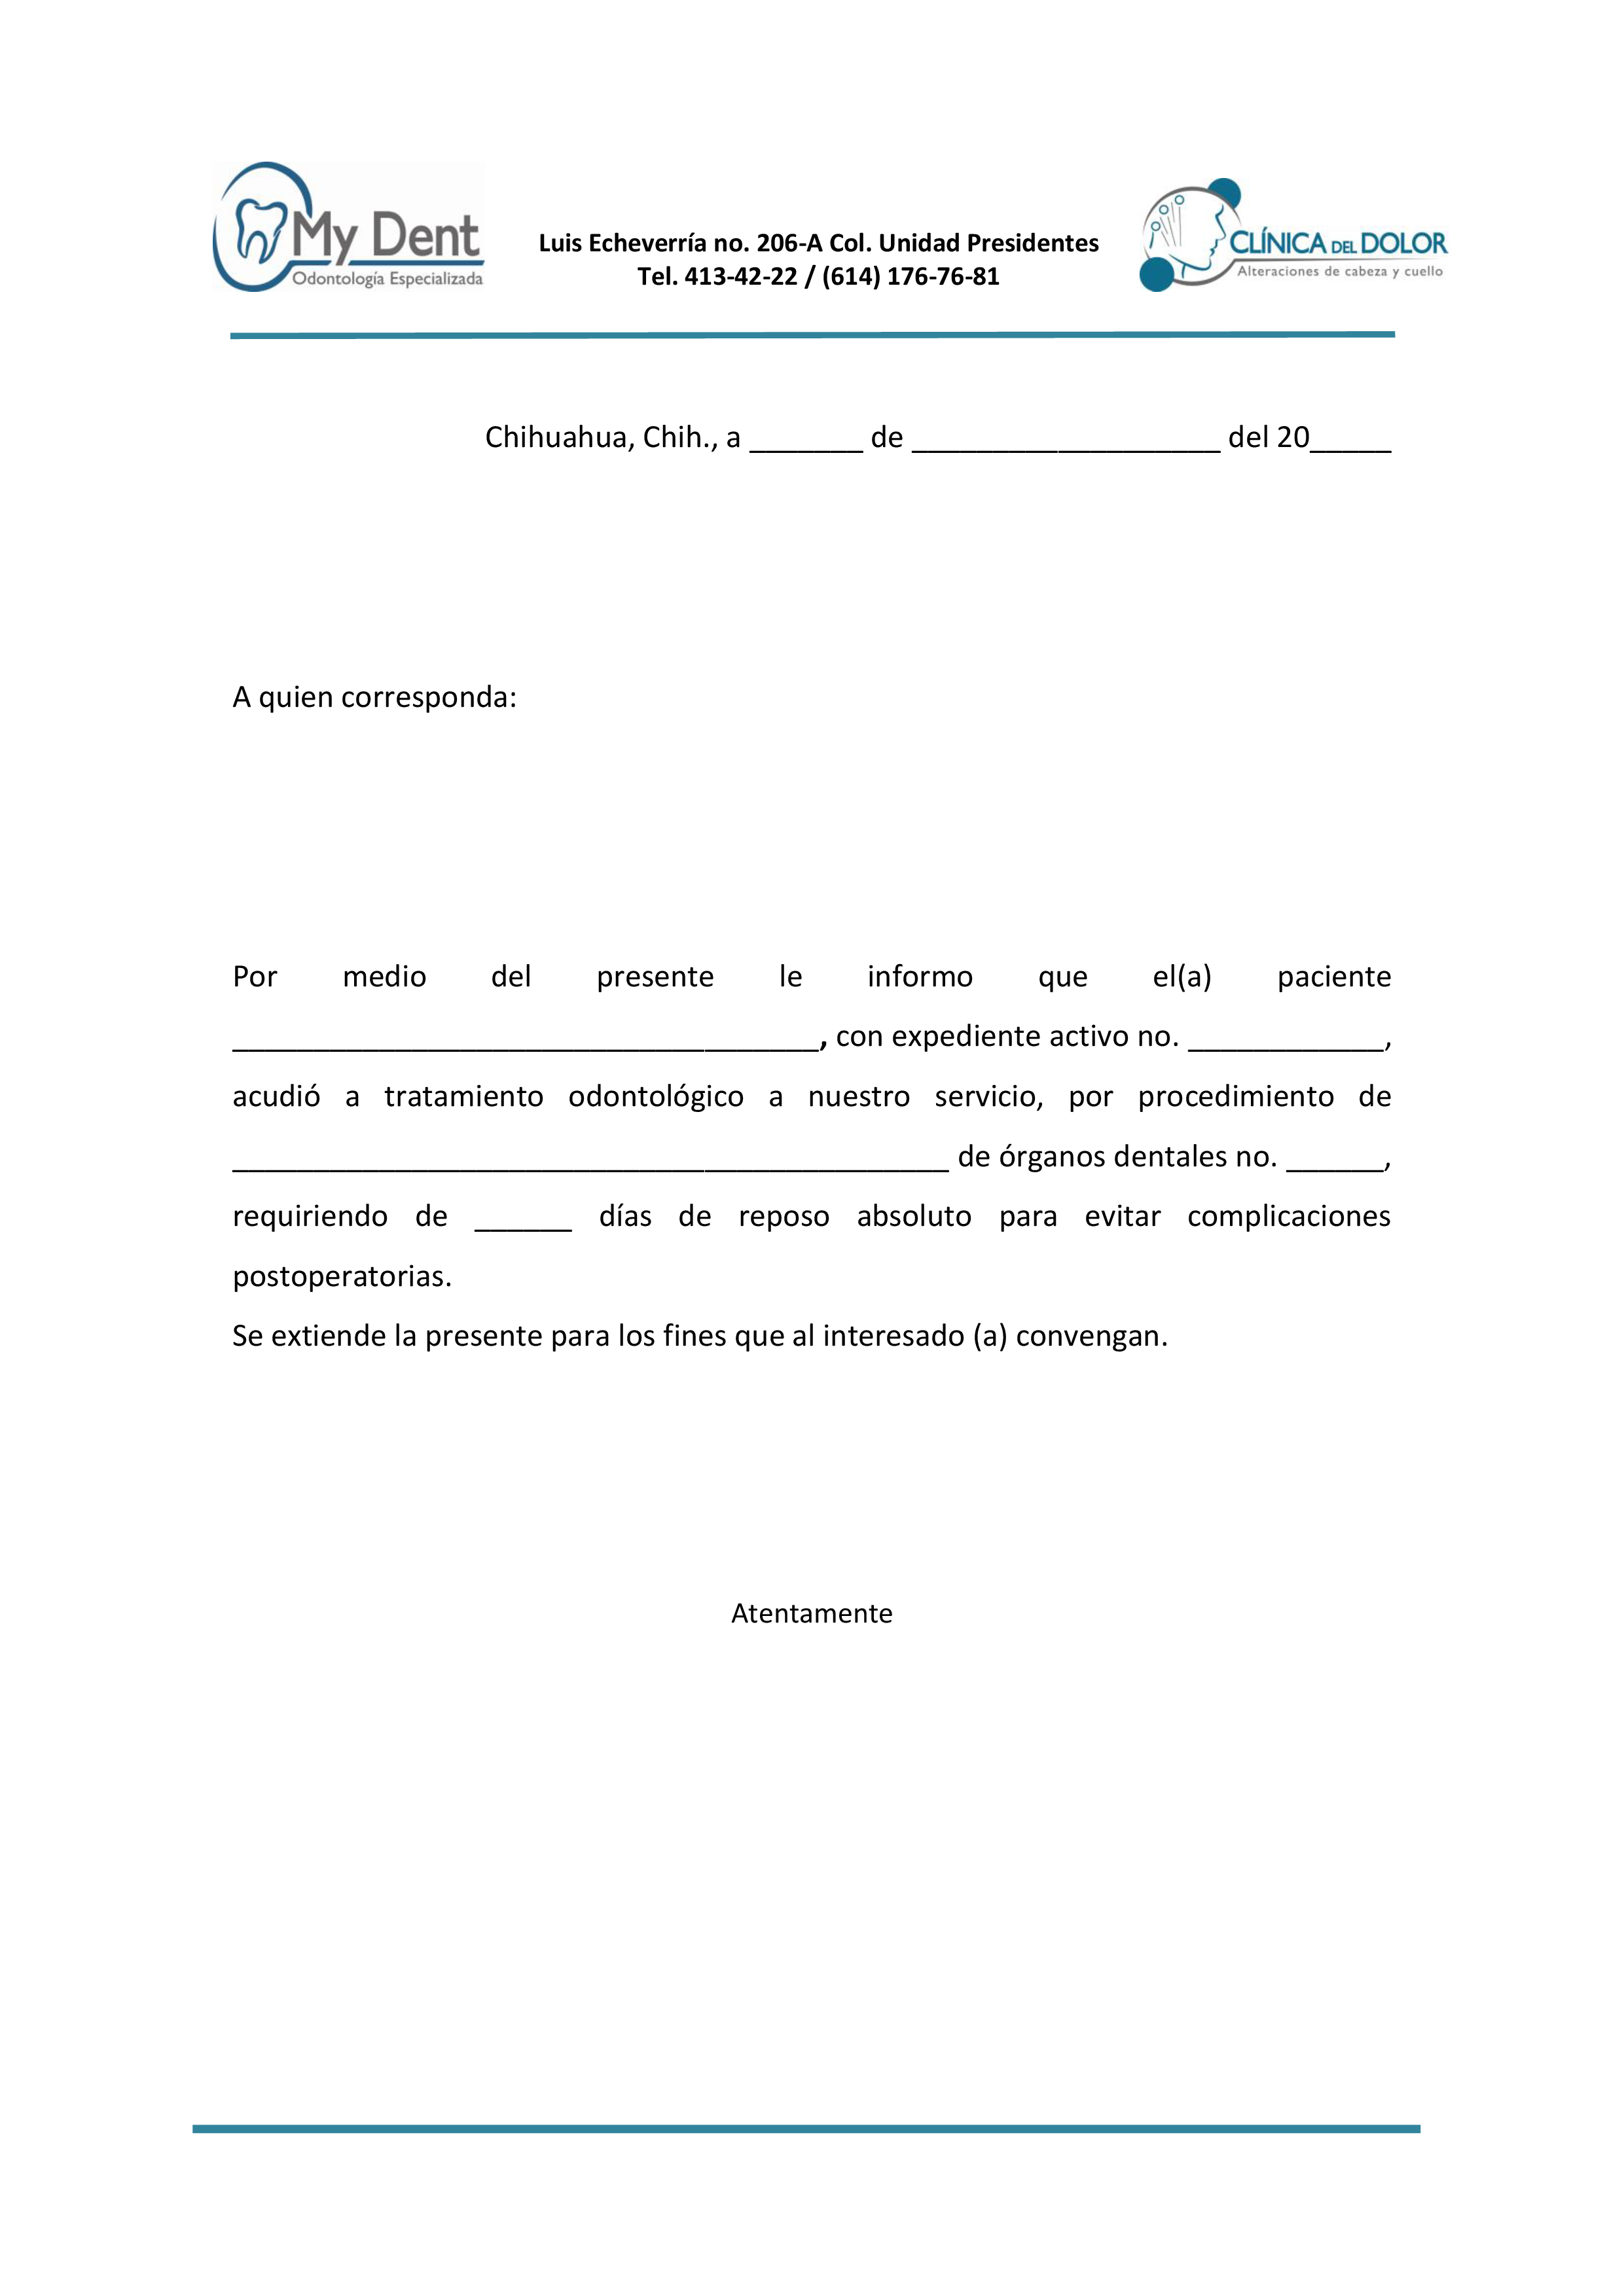 My Dent
Odontología Especializada
Luis Echeverría no. 206-A Col. Unidad Presidentes
Tel. 413-42-22 / (614) 176-76-81
CLÍNICA DEL DOLOR
Alteraciones de cabeza y cuello
Chihuahua, Chih., a _______ de ___________________ del 20_____
A quien corresponda:
Por medio del presente le informo que el(a) paciente
____________________________________, con expediente activo no. ____________,
acudió a tratamiento odontológico a nuestro servicio, por procedimiento de
____________________________________________ de órganos dentales no. ______,
requiriendo de ______ días de reposo absoluto para evitar complicaciones
postoperatorias.
Se extiende la presente para los fines que al interesado (a) convengan.
Atentamente